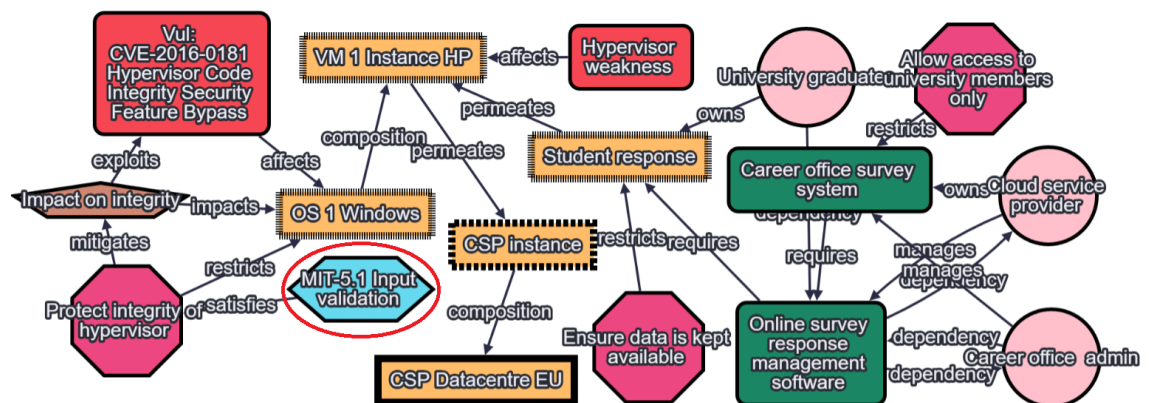 Vul:
CVE-2016-0181
Hypervisor Code
Integrity Security
Feature Bypass
VM 1 Instance HP
affects
Hypervisor
weakness
University graduate
Allow access to
university members
only
permeates
owns
restricts
composition
permeates
exploits
affects
Student response
Career office survey
system
owns
Cloud service
provider
Impact on integrity
impacts
OS 1 Windows
dependency
CSP instance
restricts
requires
mitigates
restricts
requires
manages
manages
dependency
MIT-5.1 Input
validation
Protect integrity of
hypervisor
satisfies
composition
Ensure data is kept
available
Online survey
response
management
software
dependency
dependency
Career office admin
CSP Datacentre EU